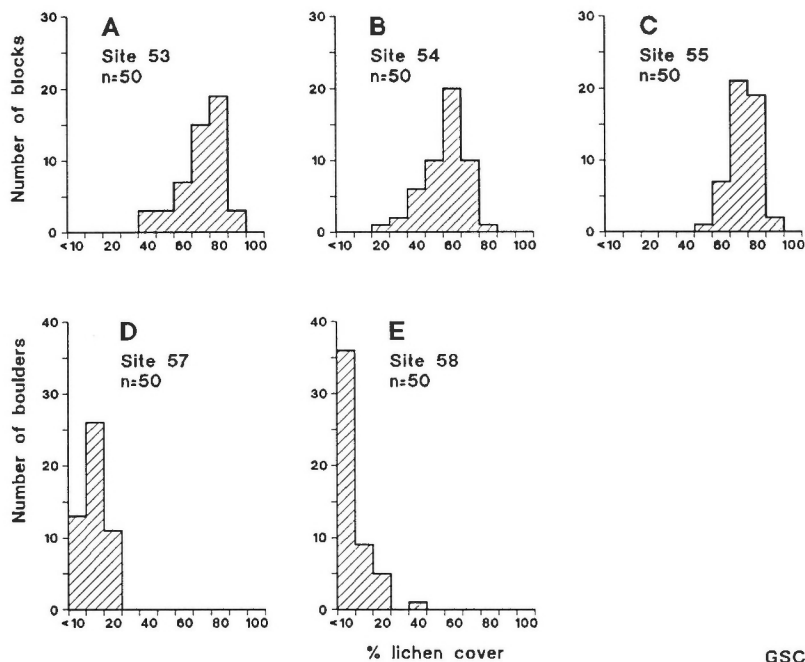 A
Site 53
n=50
Number of blocks
30
20
10
0
<10 20 40 60 80 100
B
Site 54
n=50
30
20
10
0
<10 20 40 60 80 100
C
Site 55
n=50
30
20
10
0
<10 20 40 60 80 100
D
Site 57
n=50
Number of boulders
40
30
20
10
0
<10 20 40 60 80 100
E
Site 58
n=50
40
30
20
10
0
<10 20 40 60 80 100
% lichen cover
GSC